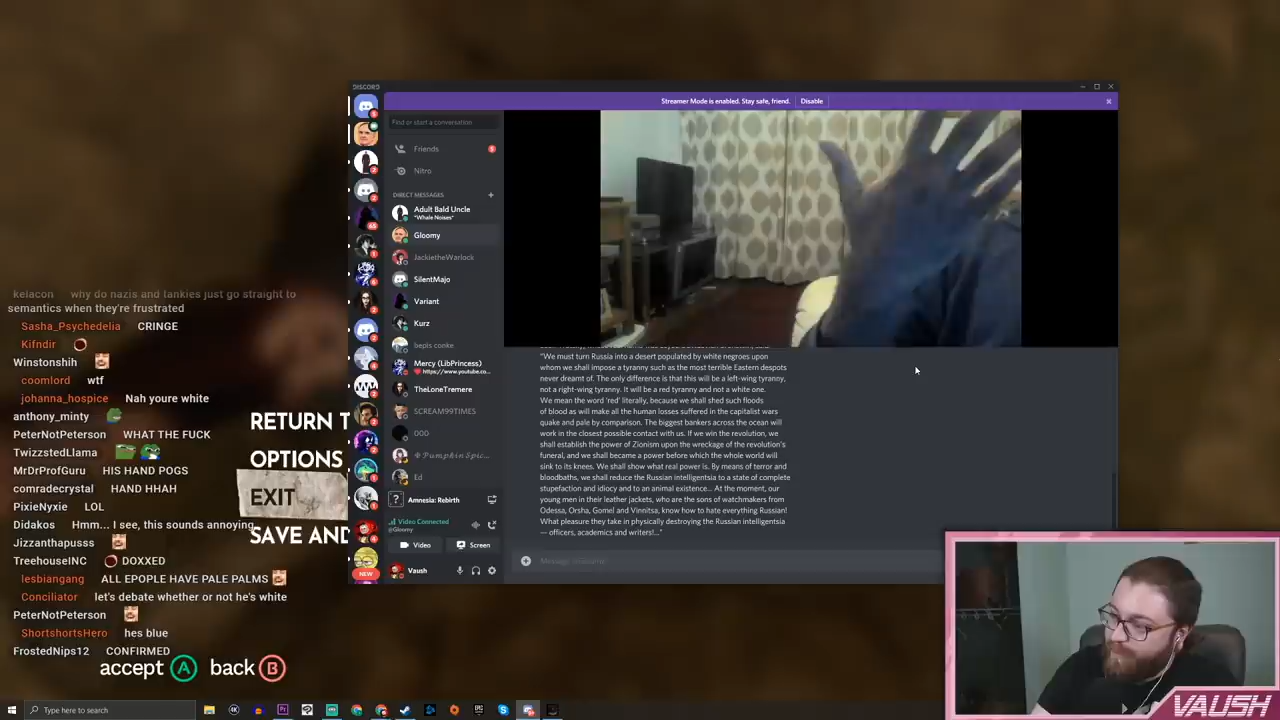 DISCORD
Streamer Mode is enabled. Stay safe, friend. Disable
Find or start a conversation
Friends
Nitro
DIRECT MESSAGES
Adult Bald Uncle
"Whale Noises"
Gloomy
JackietheWarlock
SilentMajo
Variant
Kurz
bepis conke
Mercy (LibPrincess)
https://www.youtube.co...
TheLoneTremere
SCREAM99TIMES
000
Ed
Amnesia: Rebirth
Video Connected
@Gloomy
Video
Screen
Vaush
NEW
"We must turn Russia into a desert populated by white negroes upon
whom we shall impose a tyranny such as the most terrible Eastern despots
never dreamt of. The only difference is that this will be a left-wing tyranny,
not a right-wing tyranny. It will be a red tyranny and not a white one.
We mean the word 'red' literally, because we shall shed such floods
of blood as will make all the human losses suffered in the capitalist wars
quake and pale by comparison. The biggest bankers across the ocean will
work in the closest possible contact with us. If we win the revolution, we
shall establish the power of Zionism upon the wreckage of the revolution's
funeral, and we shall became a power before which the whole world will
sink to its knees. We shall show what real power is. By means of terror and
bloodbaths, we shall reduce the Russian intelligentsia to a state of complete
stupefaction and idiocy and to an animal existence... At the moment, our
young men in their leather jackets, who are the sons of watchmakers from
Odessa, Orsha, Gomel and Vinnitsa, know how to hate everything Russian!
What pleasure they take in physically destroying the Russian intelligentsia
— officers, academics and writers!..."
kelacon why do nazis and tankies just go straight to
semantics when they're frustrated
Sasha_Psychedelia CRINGE
Kifndir
Winstonshih
coomlord wtf
johanna_hospice Nah youre white
anthony_minty
PeterNotPeterson WHAT THE FUCK
TwizzstedLlama
MrDrProfGuru HIS HAND POGS
comradecrystal HAND HHAH
PixieNyxie LOL
Didakos Hmm... I see, this sounds annoying
Jizzanthapusss
TreehouseINC DOXXED
lesbiangang ALL EPOPLE HAVE PALE PALMS
Conciliator let's debate whether or not he's white
PeterNotPeterson
ShortshortsHero hes blue
FrostedNips12 CONFIRMED
RETURN T
OPTIONS
EXIT
SAVE AND
accept A back B
VAUSH
Type here to search